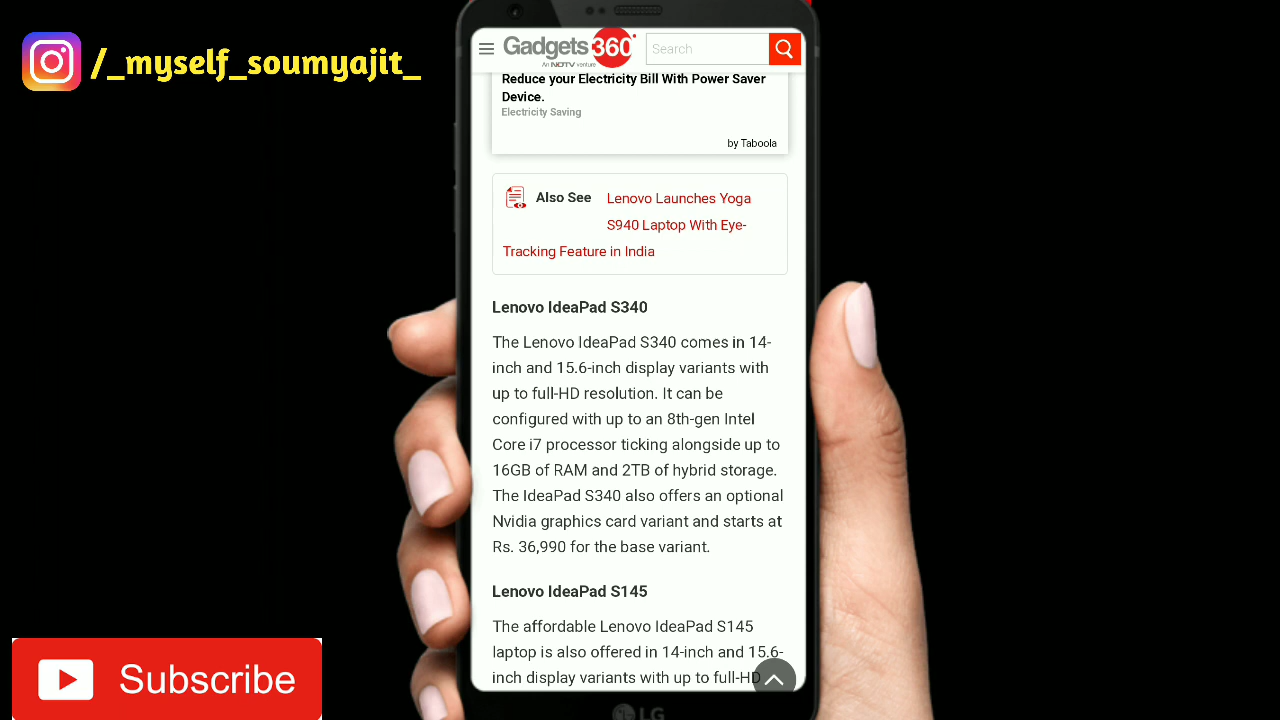 /_myself_soumyajit_
Gadgets 360
An NDTV venture
Search
Reduce your Electricity Bill With Power Saver
Device.
Electricity Saving
by Taboola
Also See Lenovo Launches Yoga
S940 Laptop With Eye-
Tracking Feature in India
Lenovo IdeaPad S340
The Lenovo IdeaPad S340 comes in 14-
inch and 15.6-inch display variants with
up to full-HD resolution. It can be
configured with up to an 8th-gen Intel
Core i7 processor ticking alongside up to
16GB of RAM and 2TB of hybrid storage.
The IdeaPad S340 also offers an optional
Nvidia graphics card variant and starts at
Rs. 36,990 for the base variant.
Lenovo IdeaPad S145
The affordable Lenovo IdeaPad S145
laptop is also offered in 14-inch and 15.6-
inch display variants with up to full-HD
Subscribe
LG